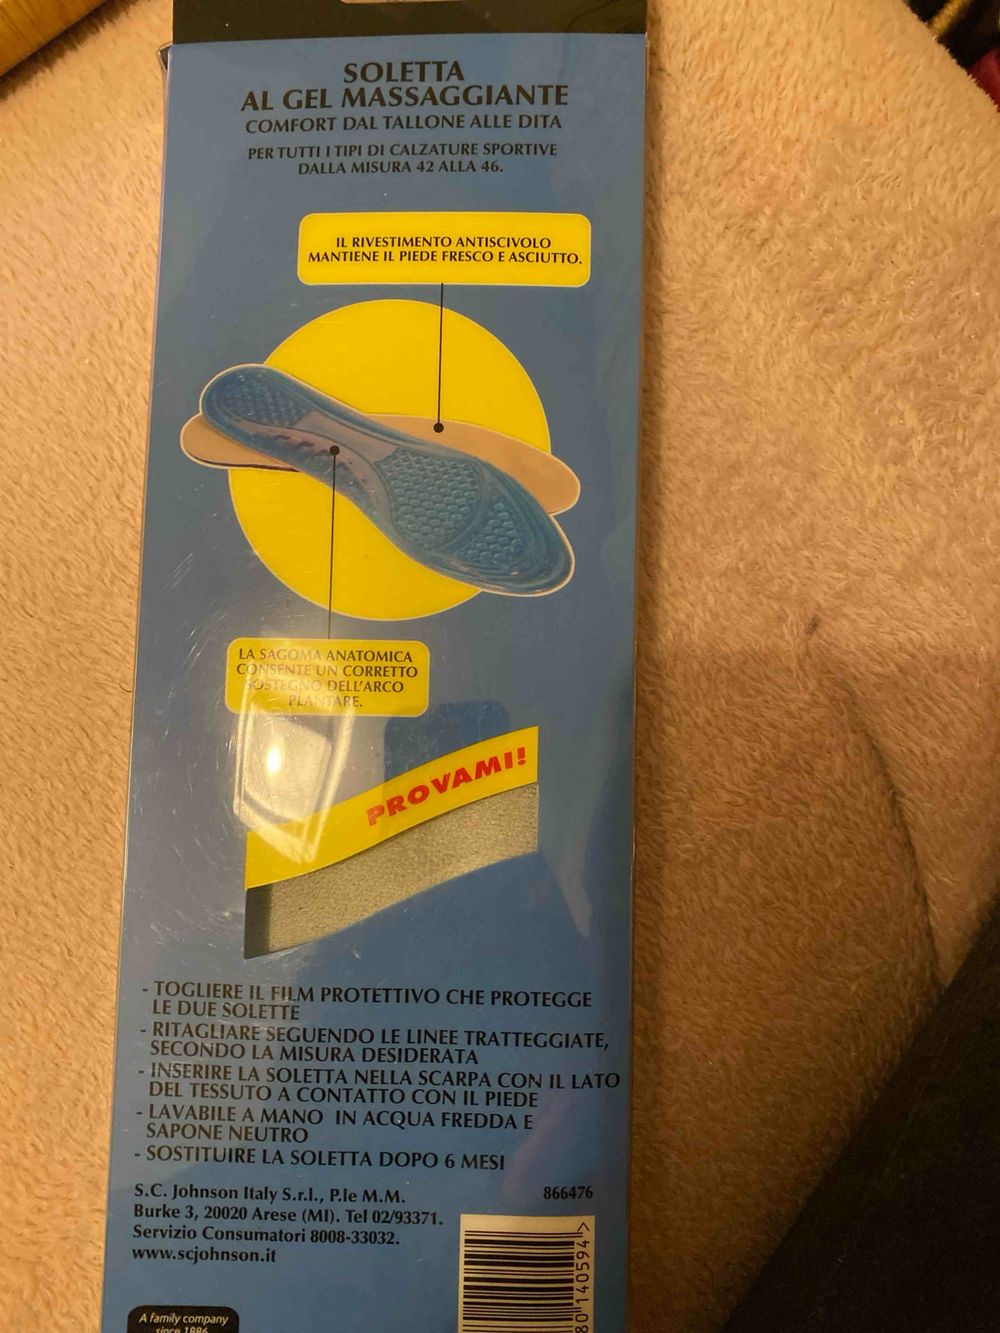 SOLETTA
AL GEL MASSAGGIANTE
COMFORT DAL TALLONE ALLE DITA
PER TUTTI I TIPI DI CALZATURE SPORTIVE
DALLA MISURA 42 ALLA 46.
IL RIVESTIMENTO ANTISCIVOLO
MANTIENE IL PIEDE FRESCO E ASCIUTTO.
LA SAGOMA ANATOMICA
CONSENTE UN CORRETTO
SOSTEGNO DELL'ARCO
PLANTARE.
PROVAMI!
- TOGLIERE IL FILM PROTETTIVO CHE PROTEGGE
LE DUE SOLETTE
- RITAGLIARE SEGUENDO LE LINEE TRATTEGGIATE,
SECONDO LA MISURA DESIDERATA
- INSERIRE LA SOLETTA NELLA SCARPA CON IL LATO
DEL TESSUTO A CONTATTO CON IL PIEDE
- LAVABILE A MANO IN ACQUA FREDDA E
SAPONE NEUTRO
- SOSTITUIRE LA SOLETTA DOPO 6 MESI
S.C. Johnson Italy S.r.l., P.le M.M.
Burke 3, 20020 Arese (MI). Tel 02/93371.
Servizio Consumatori 8008-33032.
www.scjohnson.it
866476
80 140594 >
A family company
since 1886